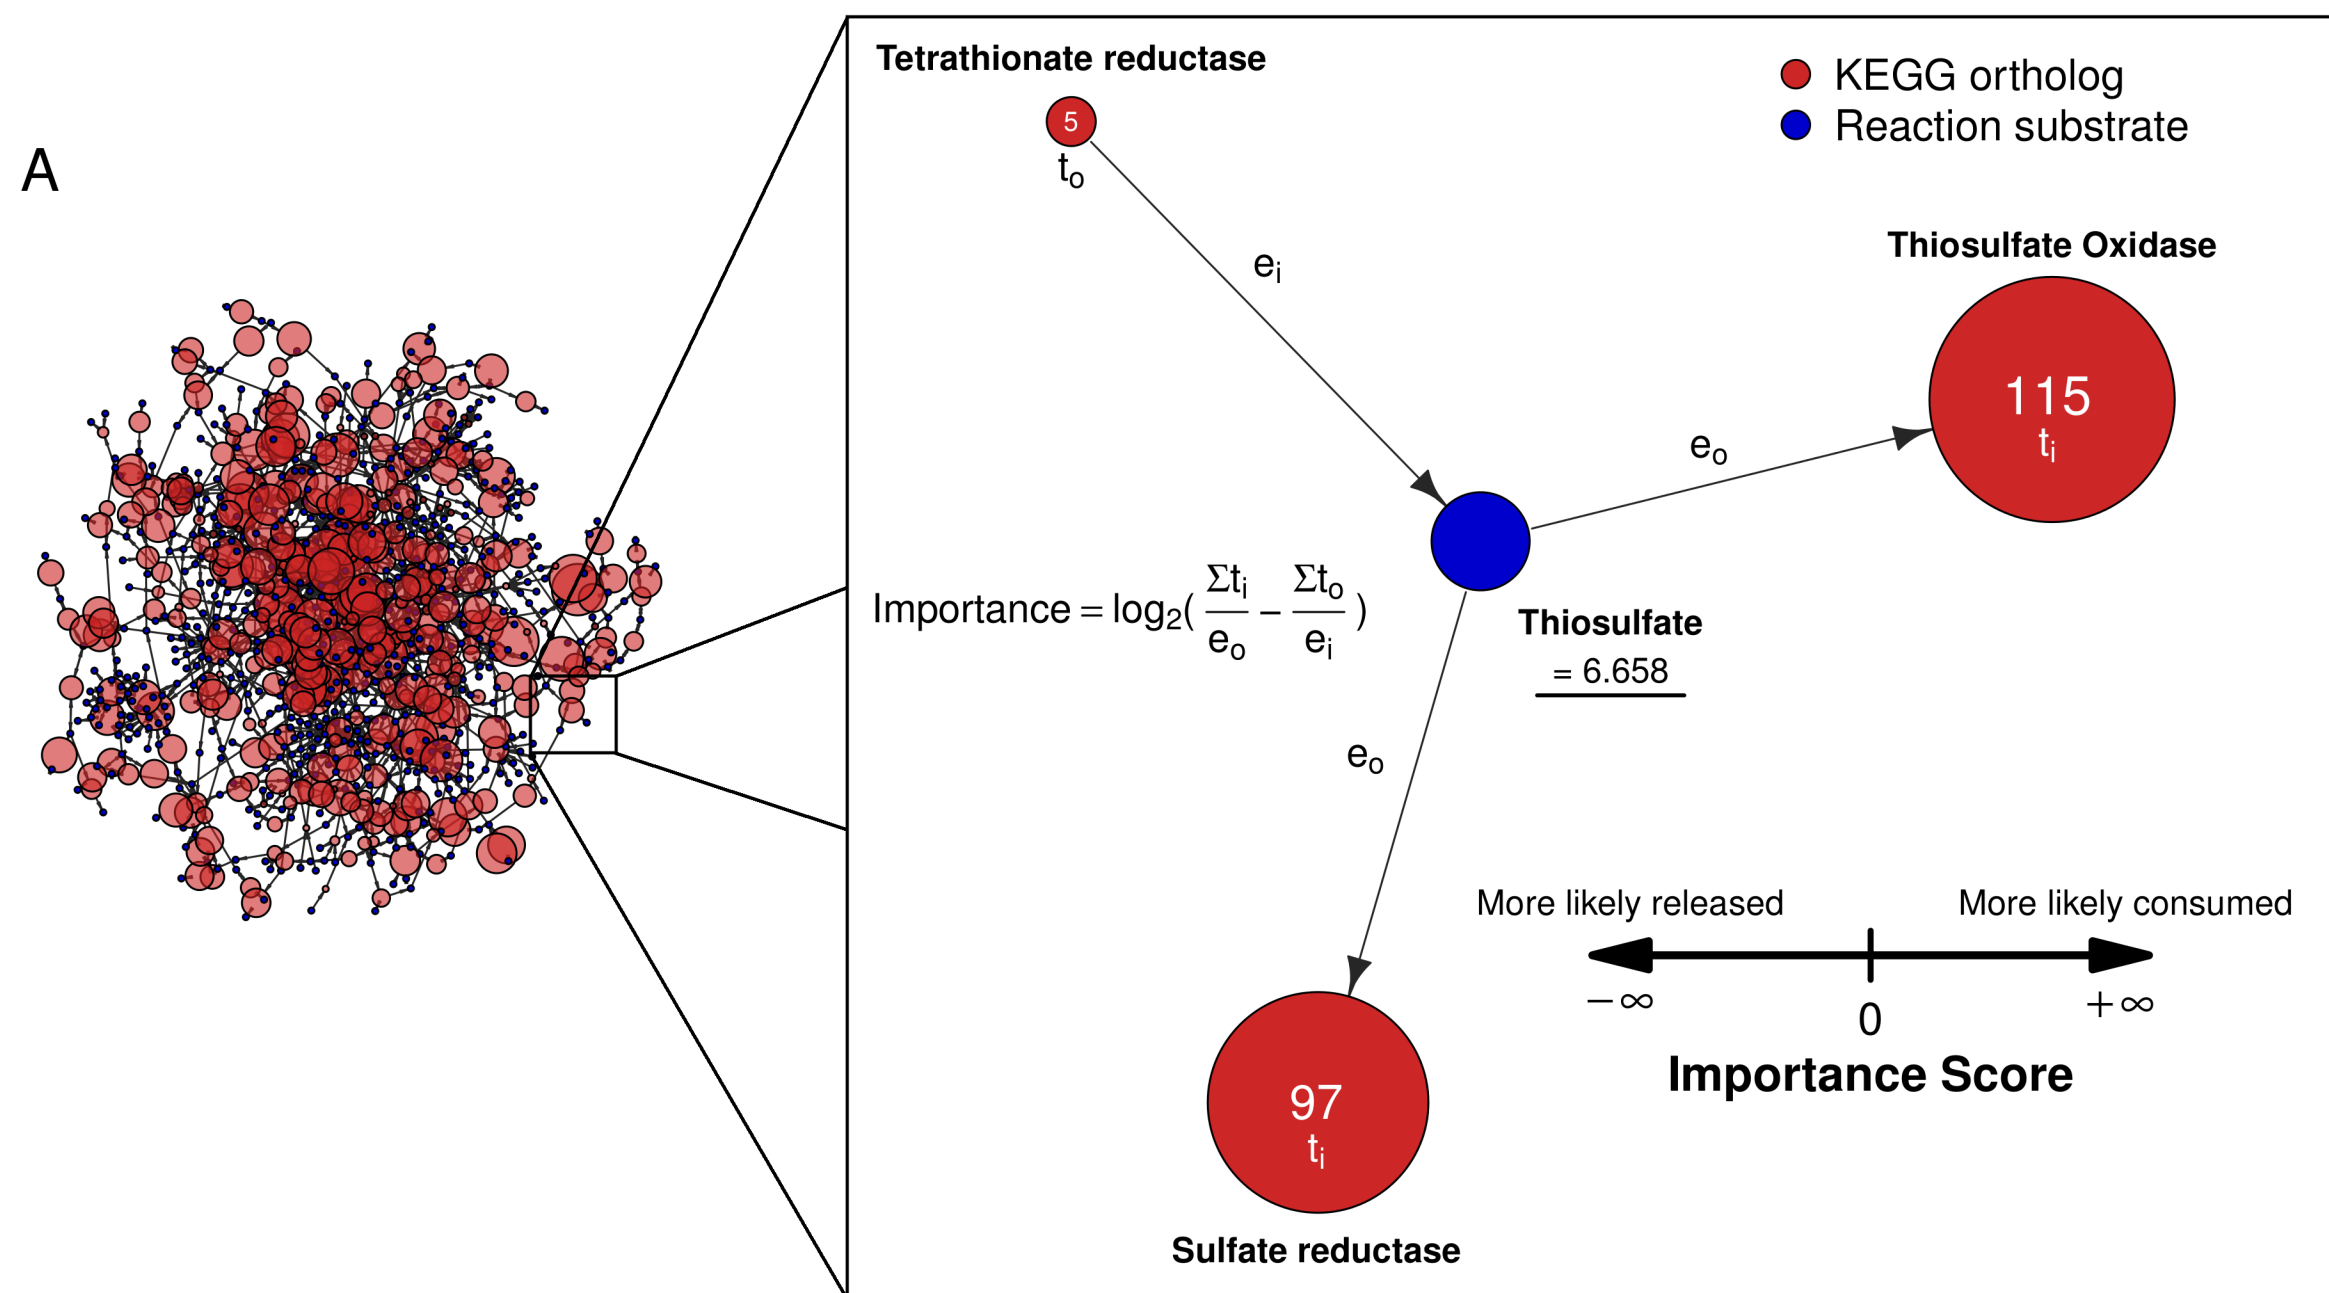 A
Tetrathionate reductase
5
t₀
KEGG ortholog
Reaction substrate
Thiosulfate Oxidase
115
tᵢ
eᵢ
eₒ
Importance = log₂( Σtᵢ/eₒ − Σtₒ/eᵢ )
Thiosulfate
= 6.658
eₒ
97
tᵢ
Sulfate reductase
More likely released
More likely consumed
−∞
0
+∞
Importance Score